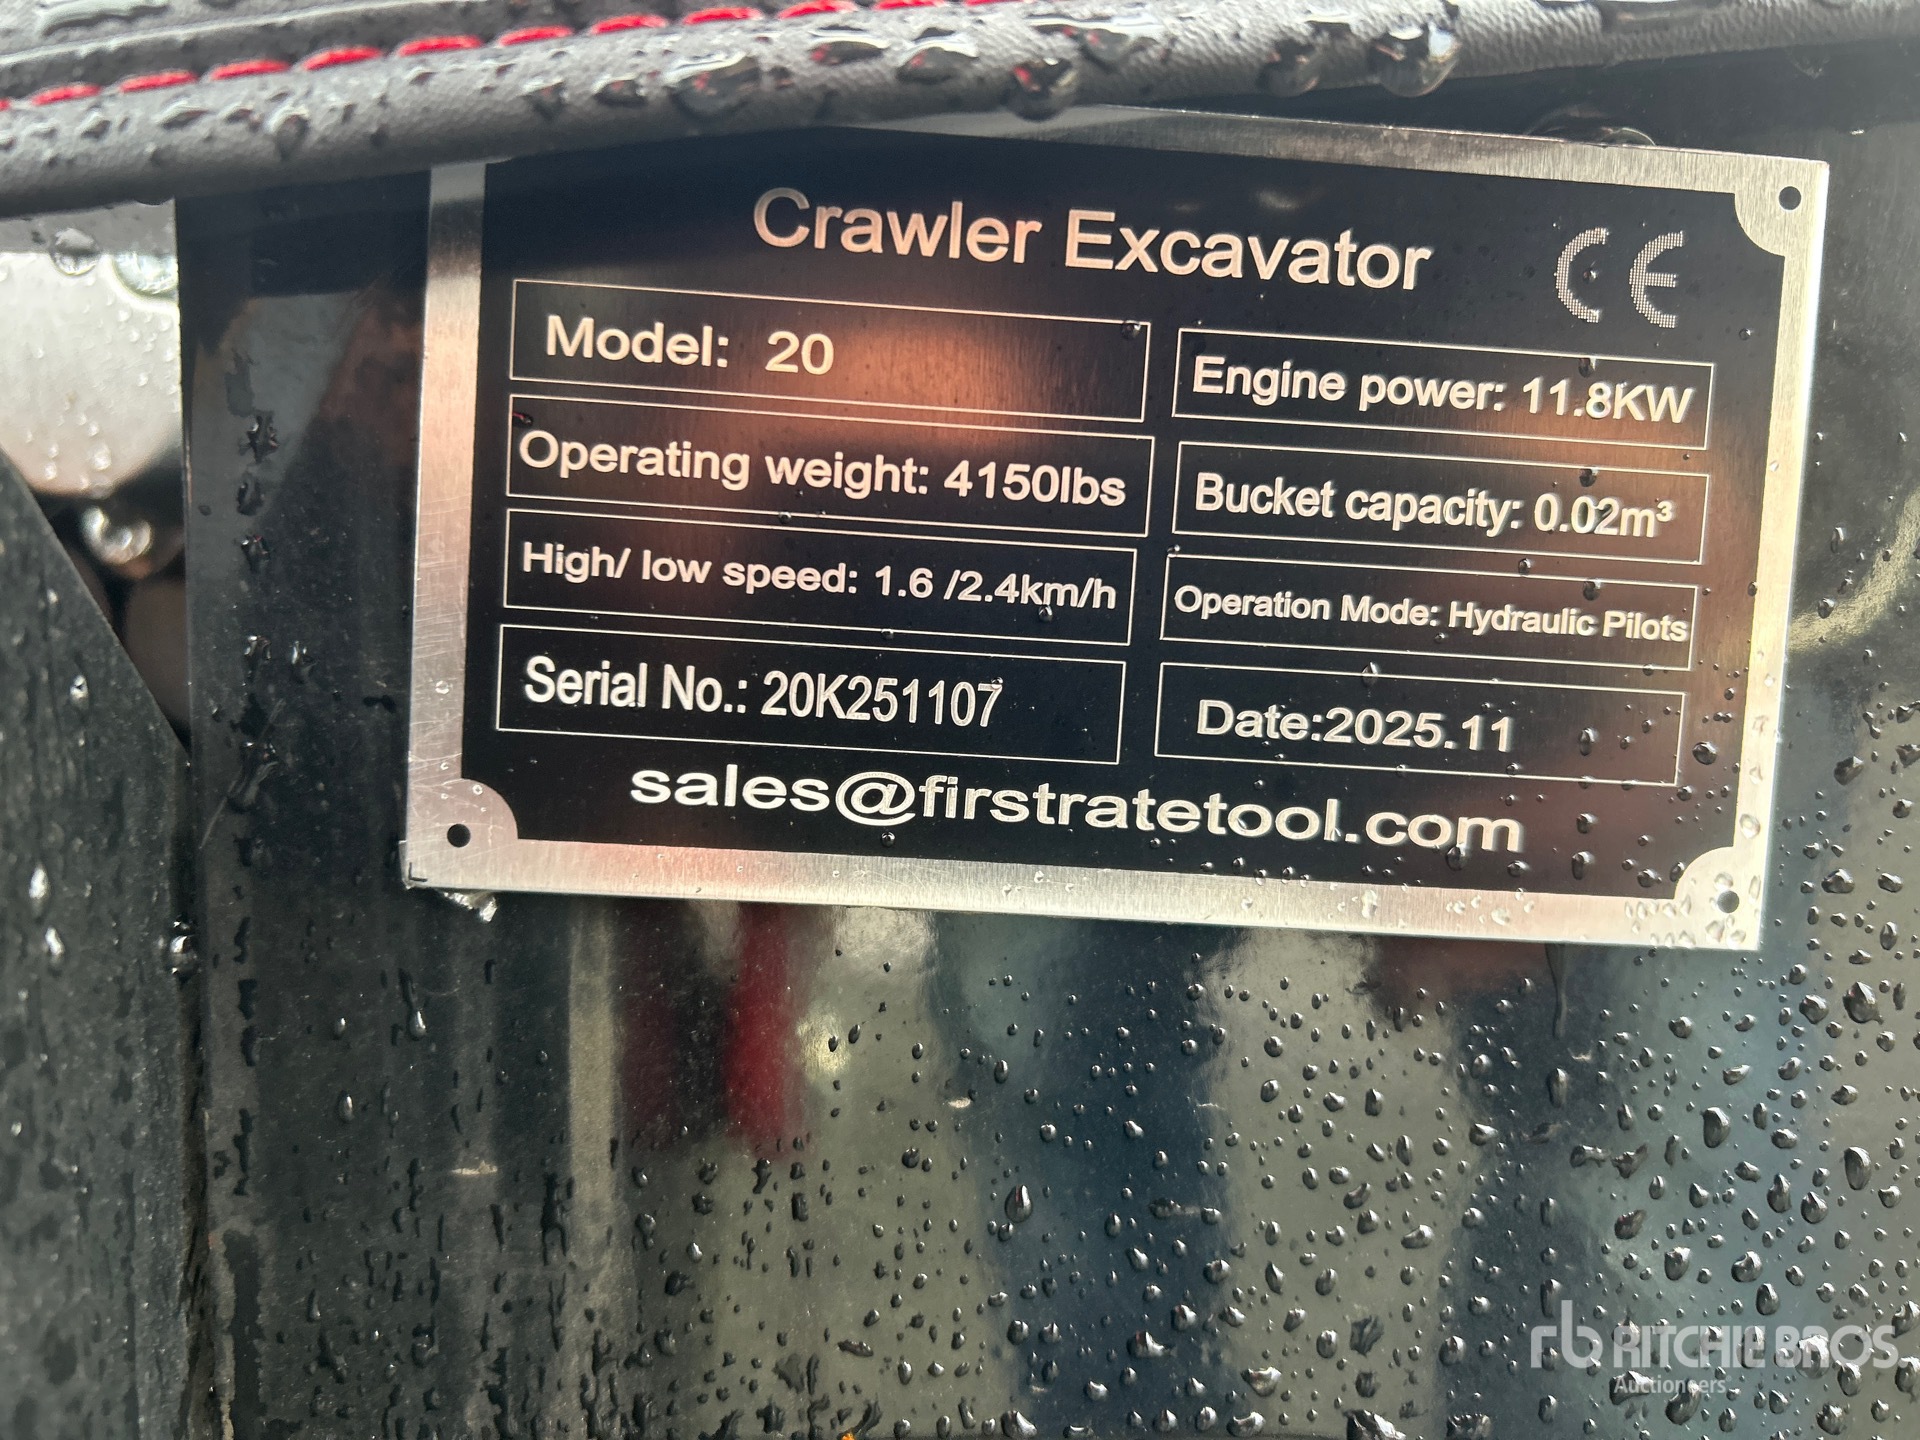 Crawler Excavator CE
Model: 20
Engine power: 11.8KW
Operating weight: 4150lbs
Bucket capacity: 0.02m³
High/ low speed: 1.6 /2.4km/h
Operation Mode: Hydraulic Pilots
Serial No.: 20K251107
Date:2025.11
sales@firstratetool.com
rb RITCHIE BROS.
Auctioneers